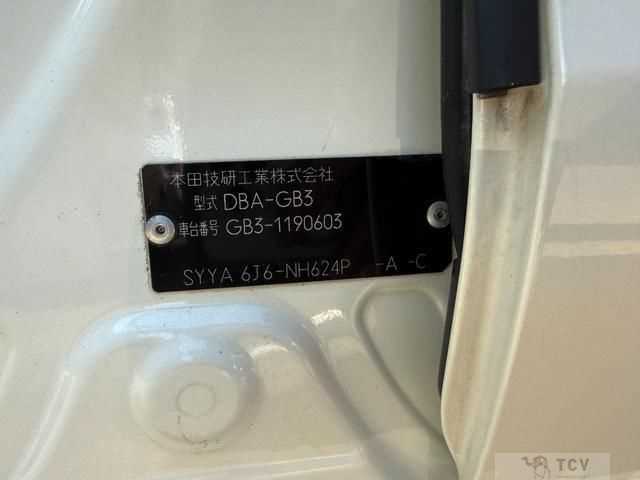 本田技研工業株式会社
型式 DBA-GB3
車台番号 GB3-1190603
SYYA 6J6-NH624P -A -C
TCV